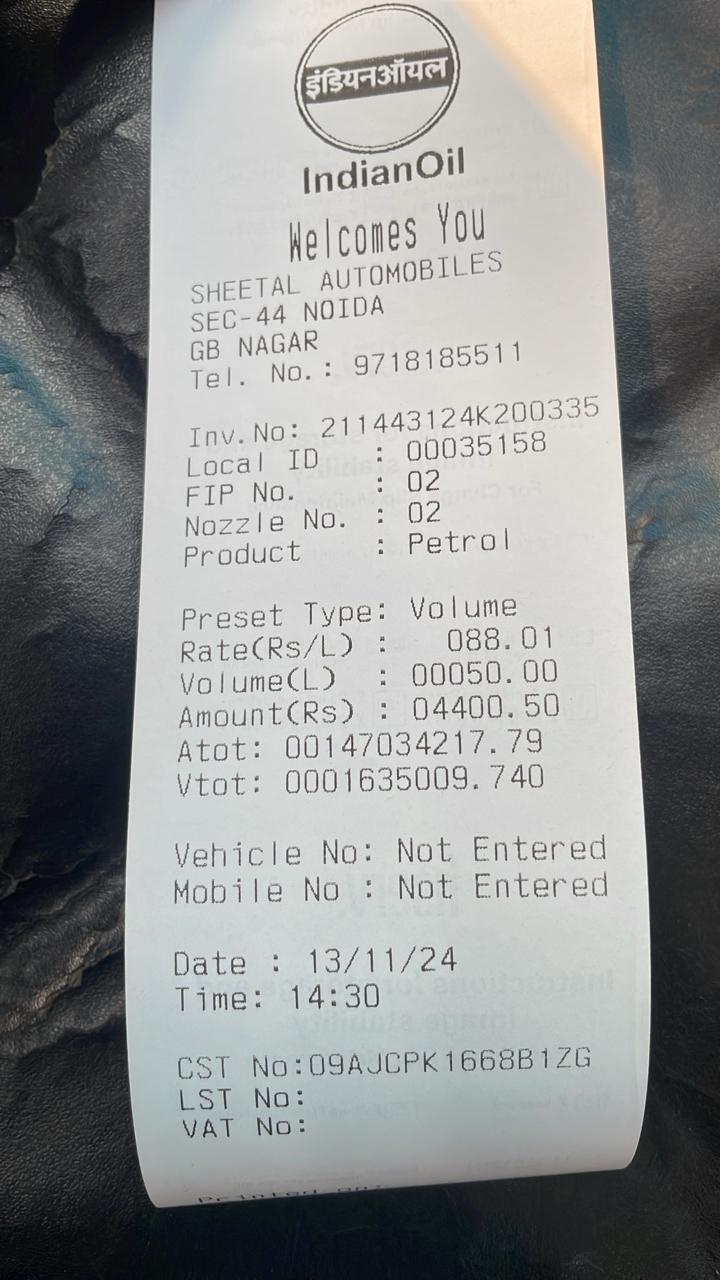 इंडियनऑयल
IndianOil
Welcomes You
SHEETAL AUTOMOBILES
SEC-44 NOIDA
GB NAGAR
Tel. No.: 9718185511
Inv.No: 211443124K200335
Local ID : 00035158
FIP No. : 02
Nozzle No. : 02
Product : Petrol
Preset Type: Volume
Rate(Rs/L) : 088.01
Volume(L) : 00050.00
Amount(Rs) : 04400.50
Atot: 00147034217.79
Vtot: 0001635009.740
Vehicle No: Not Entered
Mobile No : Not Entered
Date : 13/11/24
Time: 14:30
CST No:09AJCPK1668B1ZG
LST No:
VAT No: